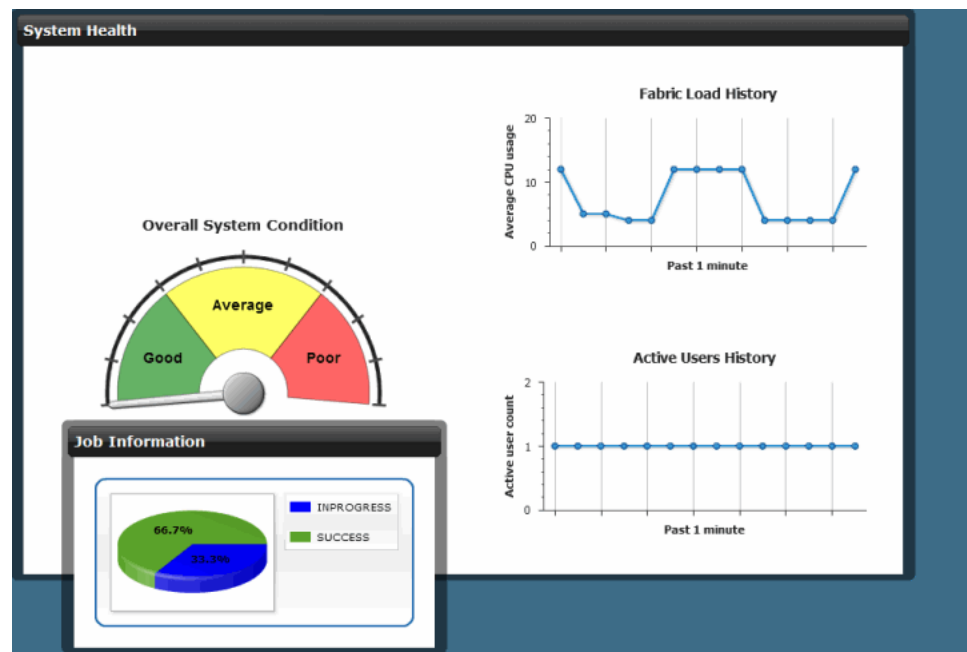 System Health
Overall System Condition
Good
Average
Poor
Fabric Load History
Average CPU usage
20
10
0
Past 1 minute
Active Users History
Active user count
2
1
0
Past 1 minute
Job Information
66.7%
33.3%
INPROGRESS
SUCCESS